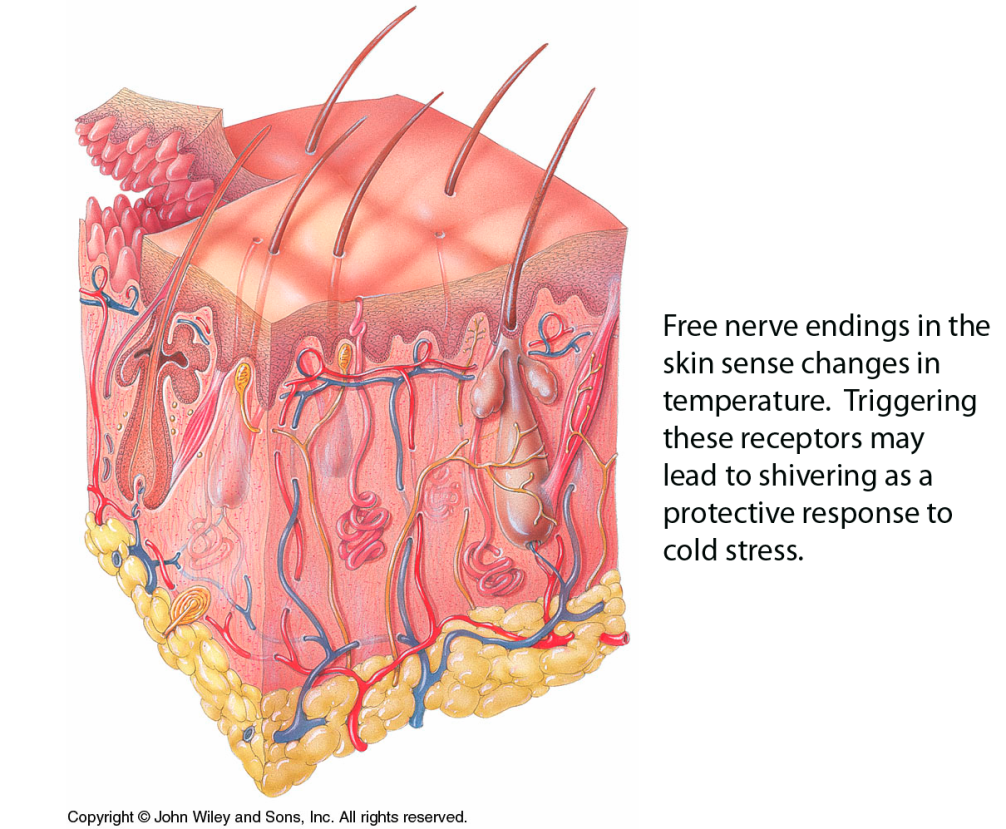 Free nerve endings in the
skin sense changes in
temperature.  Triggering
these receptors may
lead to shivering as a
protective response to
cold stress.
Copyright © John Wiley and Sons, Inc. All rights reserved.